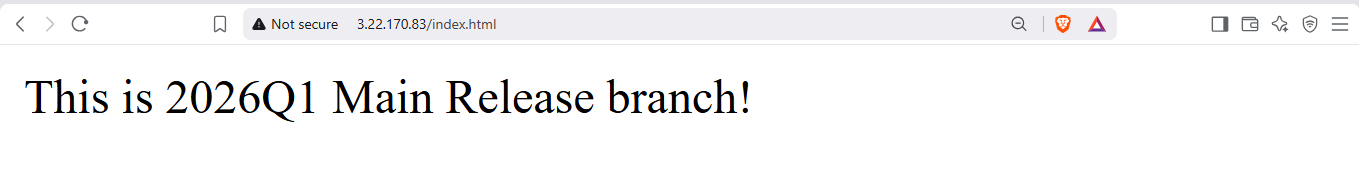 Not secure 3.22.170.83/index.html
This is 2026Q1 Main Release branch!